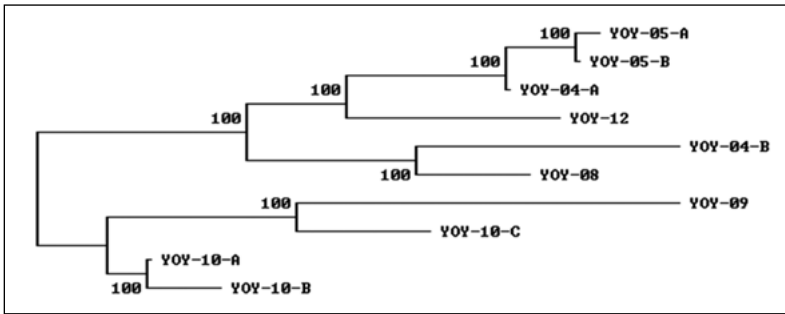 100 YOY-05-A
100 YOY-05-B
100 YOY-04-A
100 YOY-12
YOY-04-B
100 YOY-08
100 YOY-09
YOY-10-C
YOY-10-A
100 YOY-10-B